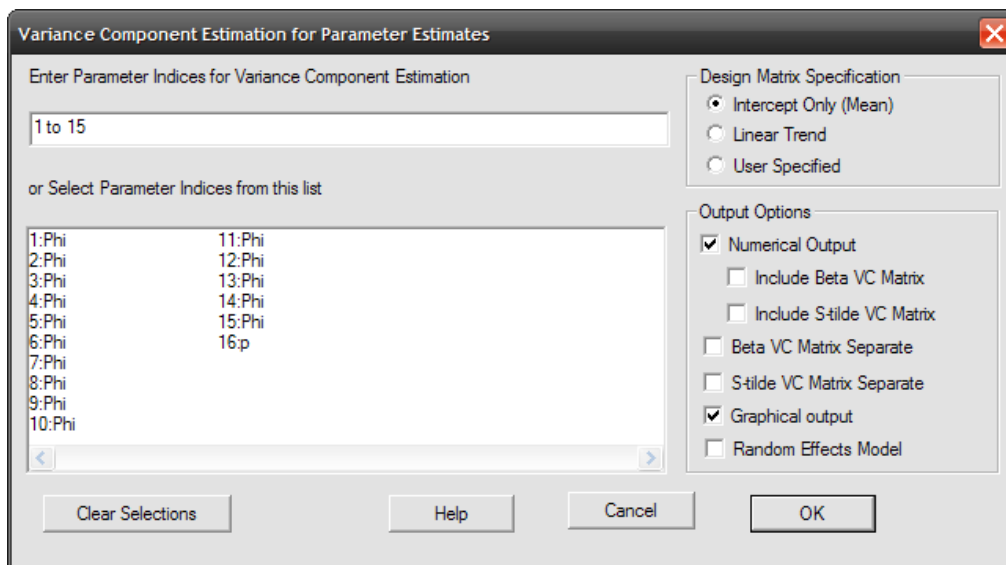 Variance Component Estimation for Parameter Estimates
Enter Parameter Indices for Variance Component Estimation
1 to 15
or Select Parameter Indices from this list
1:Phi
2:Phi
3:Phi
4:Phi
5:Phi
6:Phi
7:Phi
8:Phi
9:Phi
10:Phi
11:Phi
12:Phi
13:Phi
14:Phi
15:Phi
16:p
Design Matrix Specification
Intercept Only (Mean)
Linear Trend
User Specified
Output Options
Numerical Output
Include Beta VC Matrix
Include S-tilde VC Matrix
Beta VC Matrix Separate
S-tilde VC Matrix Separate
Graphical output
Random Effects Model
Clear Selections
Help
Cancel
OK